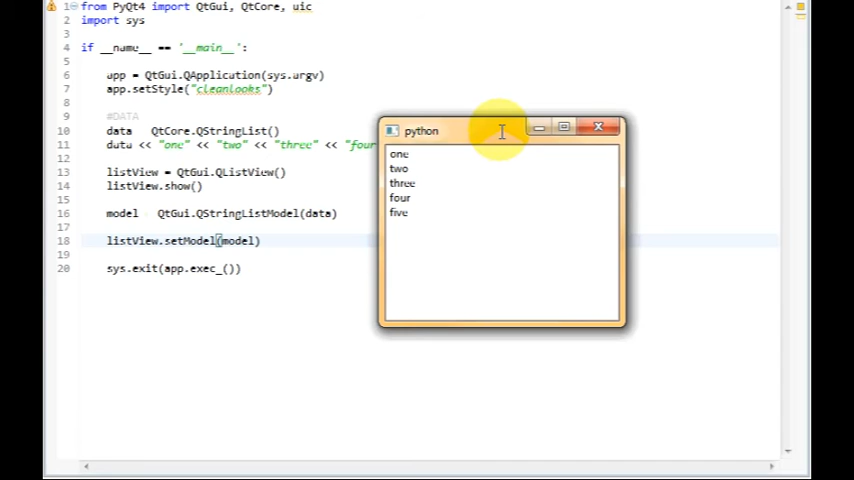 1 from PyQt4 import QtGui, QtCore, uic
2 import sys
3
4 if __name__ == '__main__':
5
6 app = QtGui.QApplication(sys.argv)
7 app.setStyle("cleanlooks")
8
9 #DATA
10 data = QtCore.QStringList()
11 data << "one" << "two" << "three" << "four
12
13 listView = QtGui.QListView()
14 listView.show()
15
16 model = QtGui.QStringListModel(data)
17
18 listView.setModel(model)
19
20 sys.exit(app.exec_())
python
one
two
three
four
five